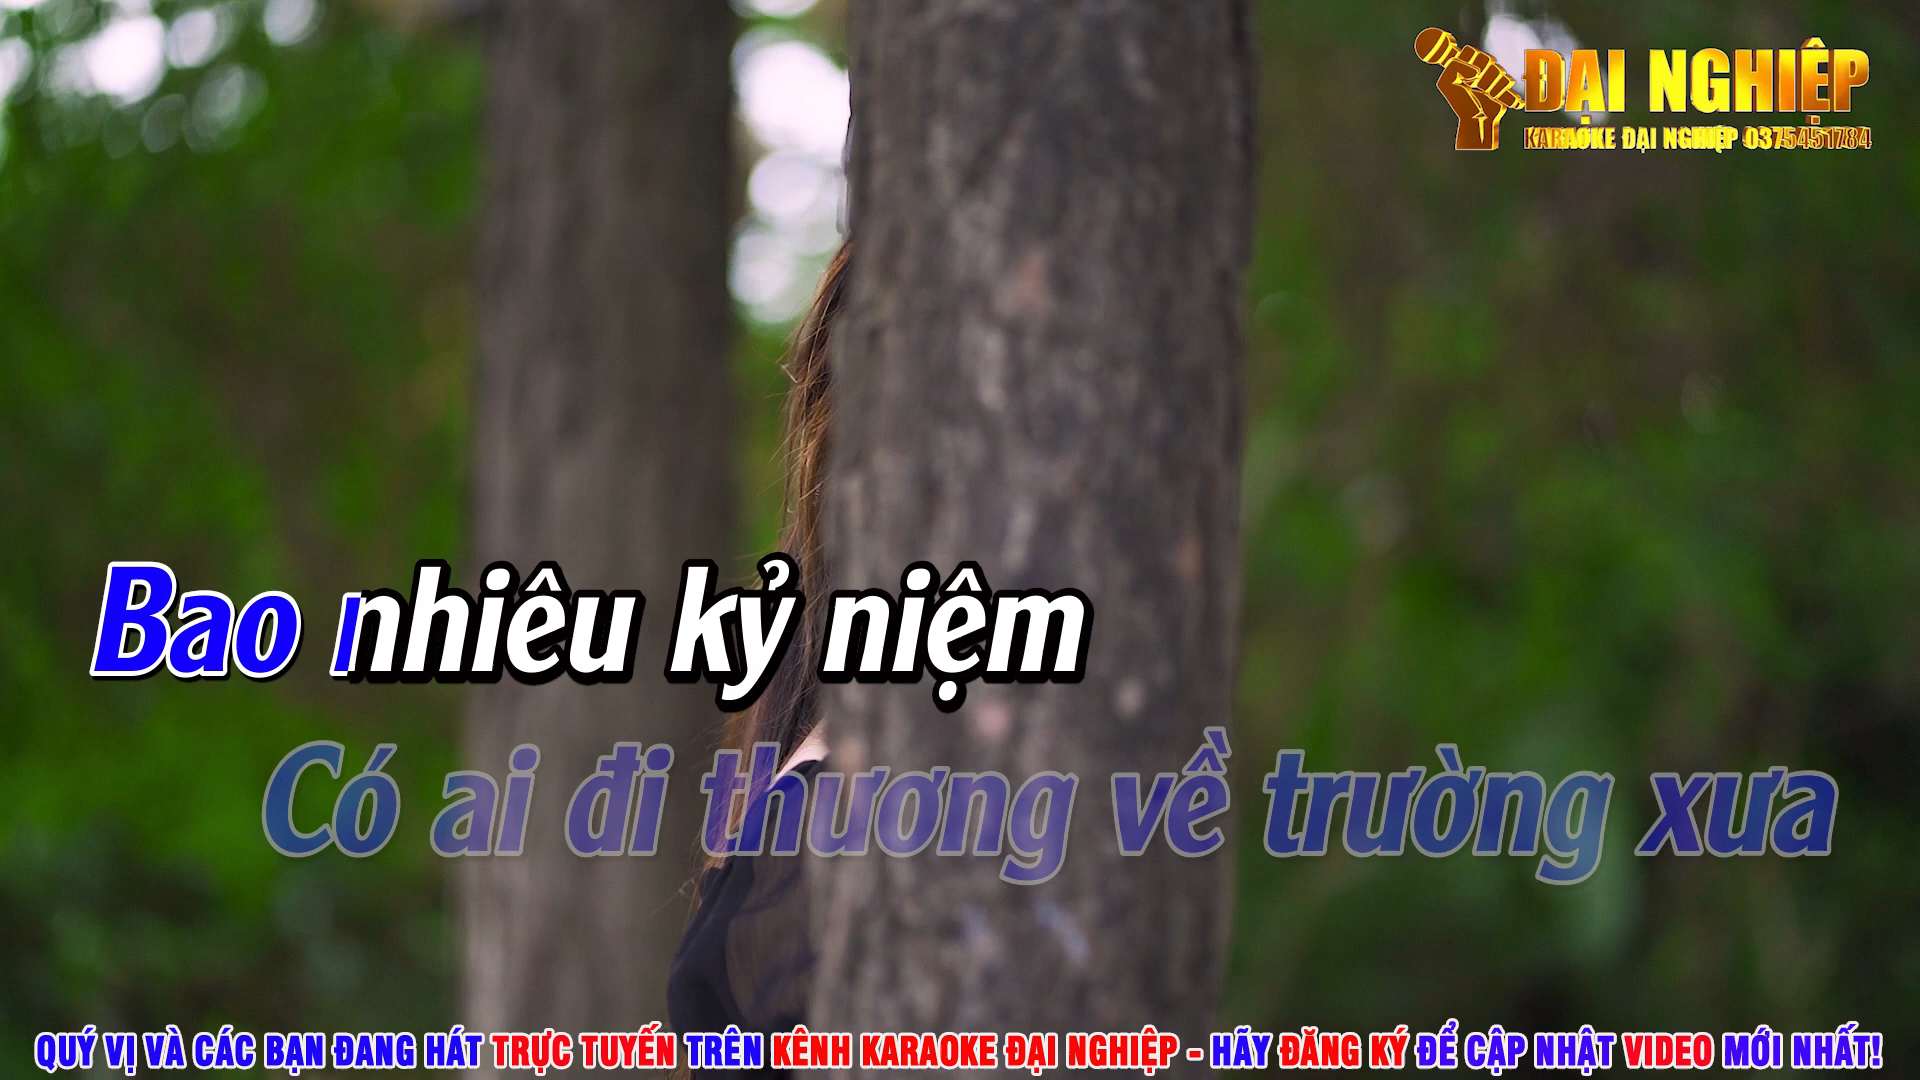 ĐẠI NGHIỆP
KARAOKE ĐẠI NGHIỆP 0375451784
Bao nhiêu kỷ niệm
Có ai đi thương về trường xưa
QUÝ VỊ VÀ CÁC BẠN ĐANG HÁT TRỰC TUYẾN TRÊN KÊNH KARAOKE ĐẠI NGHIỆP - HÃY ĐĂNG KÝ ĐỂ CẬP NHẬT VIDEO MỚI NHẤT!